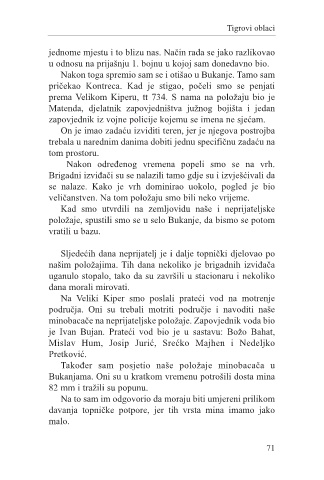 Tigrovi oblaci
jednome mjestu i to blizu nas. Način rada se jako razlikovao
u odnosu na prijašnju 1. bojnu u kojoj sam donedavno bio.
Nakon toga spremio sam se i otišao u Bukanje. Tamo sam
pričekao Kontreca. Kad je stigao, počeli smo se penjati
prema Velikom Kiperu, tt 734. S nama na položaju bio je
Matenda, djelatnik zapovjedništva južnog bojišta i jedan
zapovjednik iz vojne policije kojemu se imena ne sjećam.
On je imao zadaću izviditi teren, jer je njegova postrojba
trebala u narednim danima dobiti jednu specifičnu zadaću na
tom prostoru.
Nakon određenog vremena popeli smo se na vrh.
Brigadni izviđači su se nalazili tamo gdje su i izvješćivali da
se nalaze. Kako je vrh dominirao uokolo, pogled je bio
veličanstven. Na tom položaju smo bili neko vrijeme.
Kad smo utvrdili na zemljovidu naše i neprijateljske
položaje, spustili smo se u selo Bukanje, da bismo se potom
vratili u bazu.
Sljedećih dana neprijatelj je i dalje topnički djelovao po
našim položajima. Tih dana nekoliko je brigadnih izviđača
uganulo stopalo, tako da su završili u stacionaru i nekoliko
dana morali mirovati.
Na Veliki Kiper smo poslali prateći vod na motrenje
područja. Oni su trebali motriti područje i navoditi naše
minobacače na neprijateljske položaje. Zapovjednik voda bio
je Ivan Bujan. Prateći vod bio je u sastavu: Božo Bahat,
Mislav Hum, Josip Jurić, Srećko Majhen i Nedeljko
Pretković.
Također sam posjetio naše položaje minobacača u
Bukanjama. Oni su u kratkom vremenu potrošili dosta mina
82 mm i tražili su popunu.
Na to sam im odgovorio da moraju biti umjereni prilikom
davanja topničke potpore, jer tih vrsta mina imamo jako
malo.
71